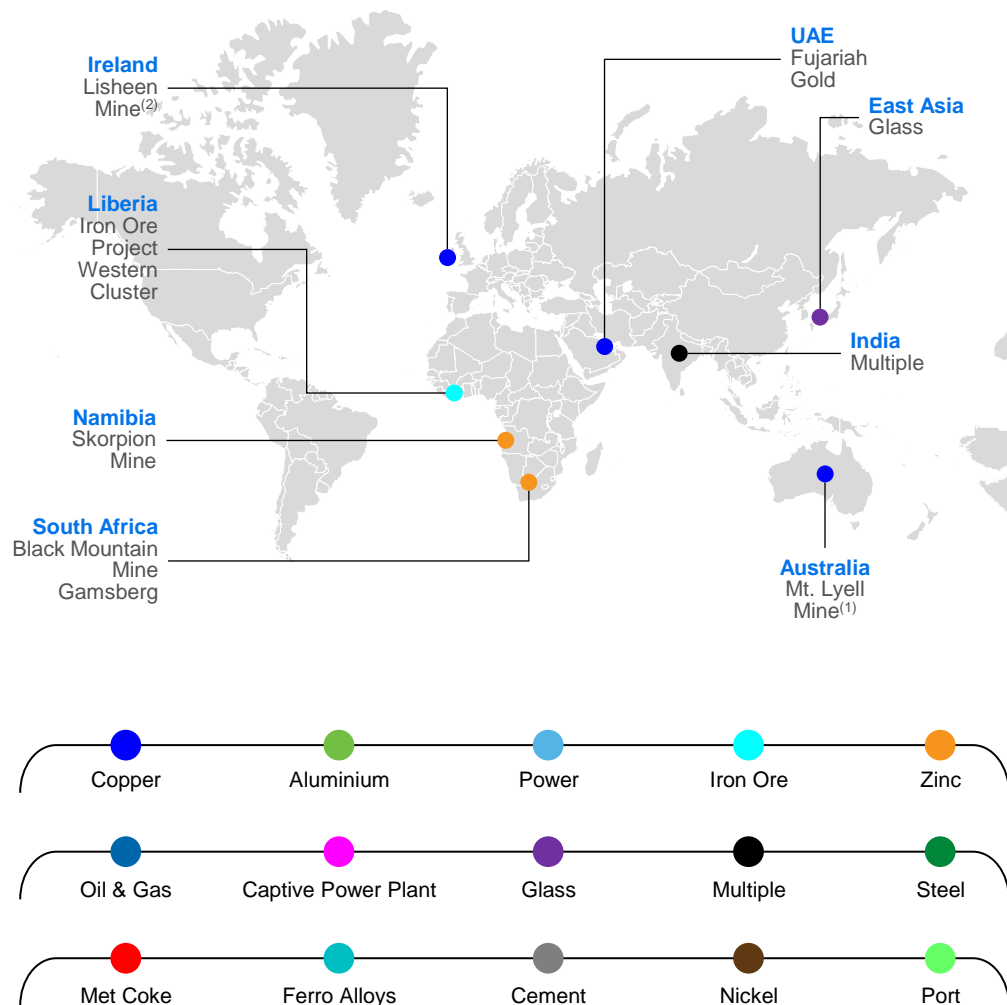 Ireland
Lisheen
Mine(2)
UAE
Fujariah
Gold
East Asia
Glass
Liberia
Iron Ore
Project
Western
Cluster
India
Multiple
Namibia
Skorpion
Mine
South Africa
Black Mountain
Mine
Gamsberg
Australia
Mt. Lyell
Mine(1)
Copper
Aluminium
Power
Iron Ore
Zinc
Oil & Gas
Captive Power Plant
Glass
Multiple
Steel
Met Coke
Ferro Alloys
Cement
Nickel
Port